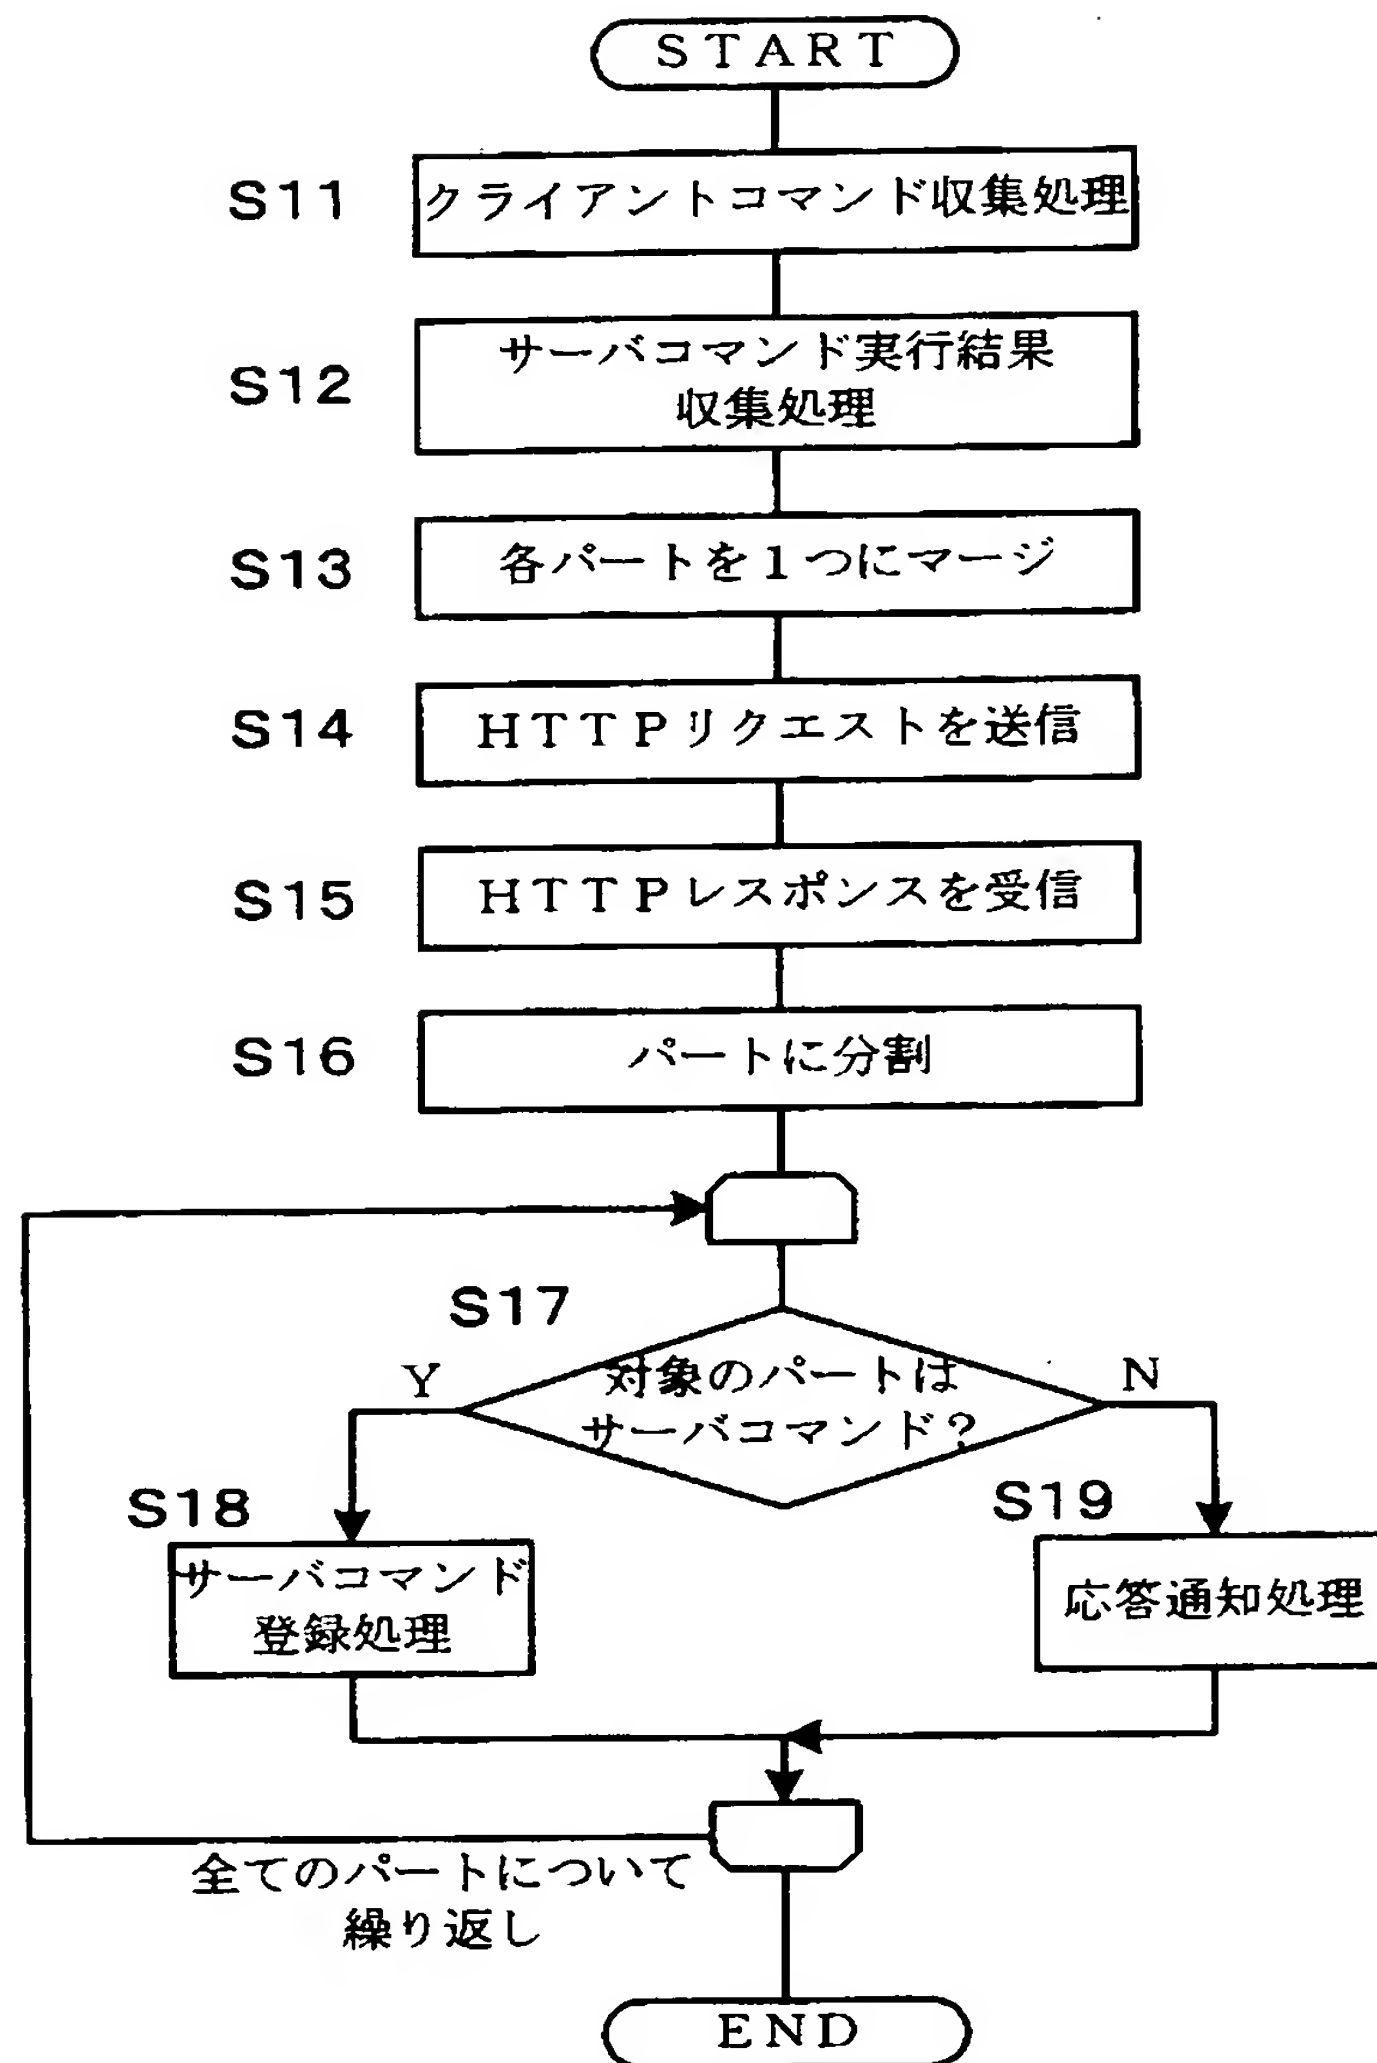 ＳＴＡＲＴ
S11
クライアントコマンド収集処理
S12
サーバコマンド実行結果
収集処理
S13
各パートを１つにマージ
S14
ＨＴＴＰリクエストを送信
S15
ＨＴＴＰレスポンスを受信
S16
パートに分割
S17
Ｙ
対象のパートは
サーバコマンド？
Ｎ
S18
サーバコマンド
登録処理
S19
応答通知処理
全てのパートについて
繰り返し
ＥＮＤ